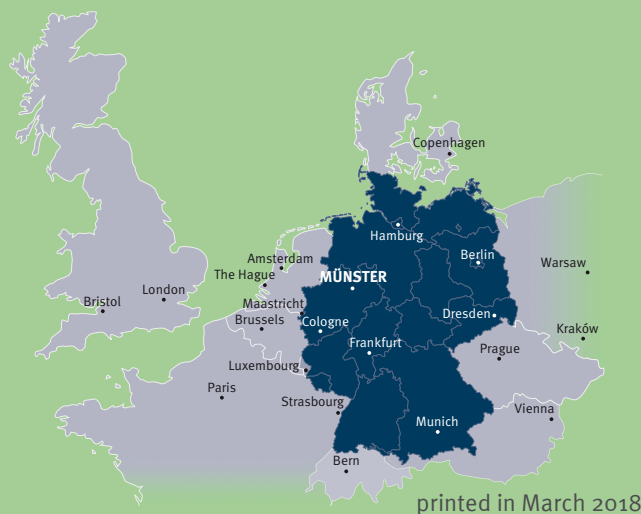 Copenhagen
Hamburg
Berlin
Amsterdam
Warsaw
The Hague
MÜNSTER
London
Bristol
Maastricht
Dresden
Brussels
Cologne
Kraków
Frankfurt
Prague
Luxembourg
Paris
Strasbourg
Vienna
Munich
Bern
printed in March 2018